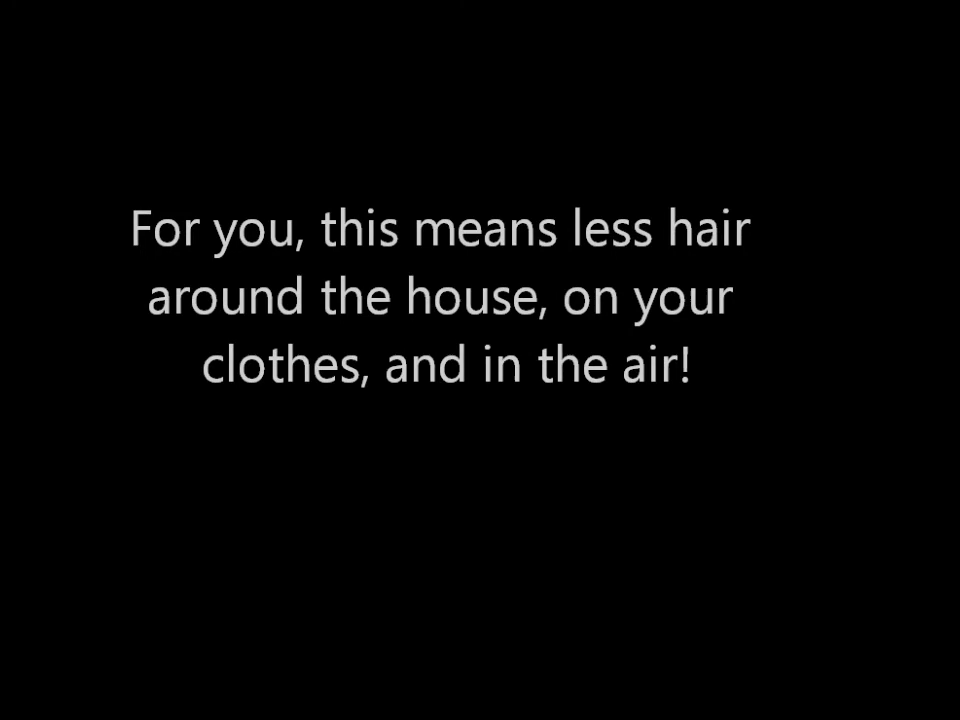 For you, this means less hair
around the house, on your
clothes, and in the air!